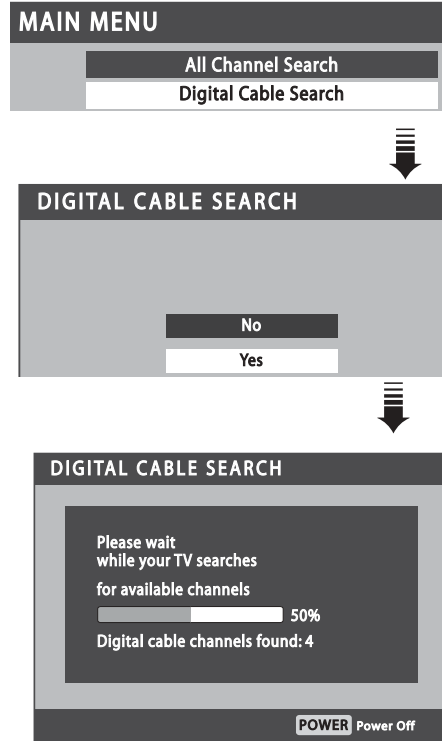 MAIN MENU
All Channel Search
Digital Cable Search
DIGITAL CABLE SEARCH
No
Yes
DIGITAL CABLE SEARCH
Please wait
while your TV searches
for available channels
50%
Digital cable channels found: 4
POWER Power Off